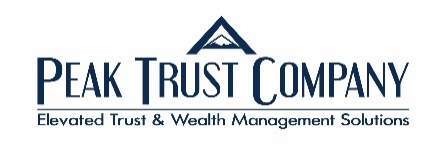 PEAK TRUST COMPANY
Elevated Trust & Wealth Management Solutions